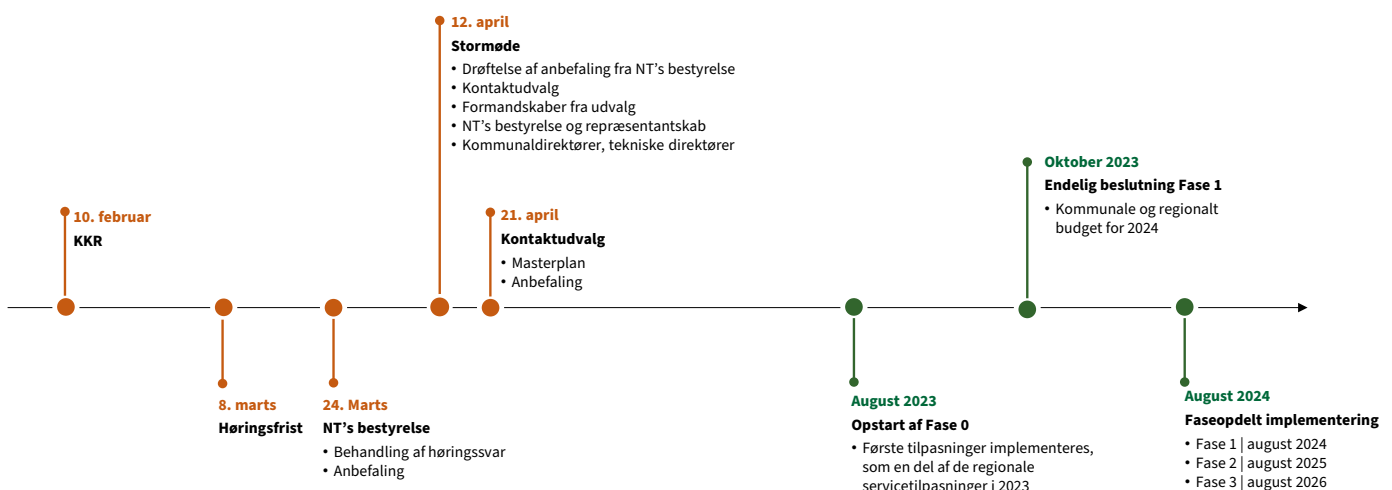 12. april
Stormøde
• Drøftelse af anbefaling fra NT’s bestyrelse
• Kontaktudvalg
• Formandskaber fra udvalg
• NT’s bestyrelse og repræsentantskab
• Kommunaldirektører, tekniske direktører
Oktober 2023
Endelig beslutning Fase 1
• Kommunale og regionalt
budget for 2024
10. februar
KKR
21. april
Kontaktudvalg
• Masterplan
• Anbefaling
8. marts
Høringsfrist
24. Marts
NT’s bestyrelse
• Behandling af høringssvar
• Anbefaling
August 2023
Opstart af Fase 0
• Første tilpasninger implementeres,
som en del af de regionale
servicetilpasninger i 2023
August 2024
Faseopdelt implementering
• Fase 1 | august 2024
• Fase 2 | august 2025
• Fase 3 | august 2026